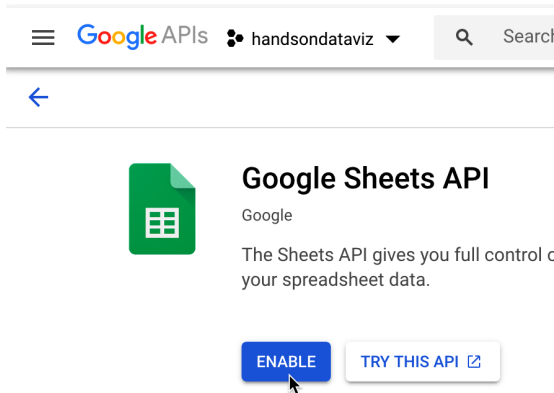 Google APIs handsondataviz Search
Google Sheets API
Google
The Sheets API gives you full control o
your spreadsheet data.
ENABLE TRY THIS API